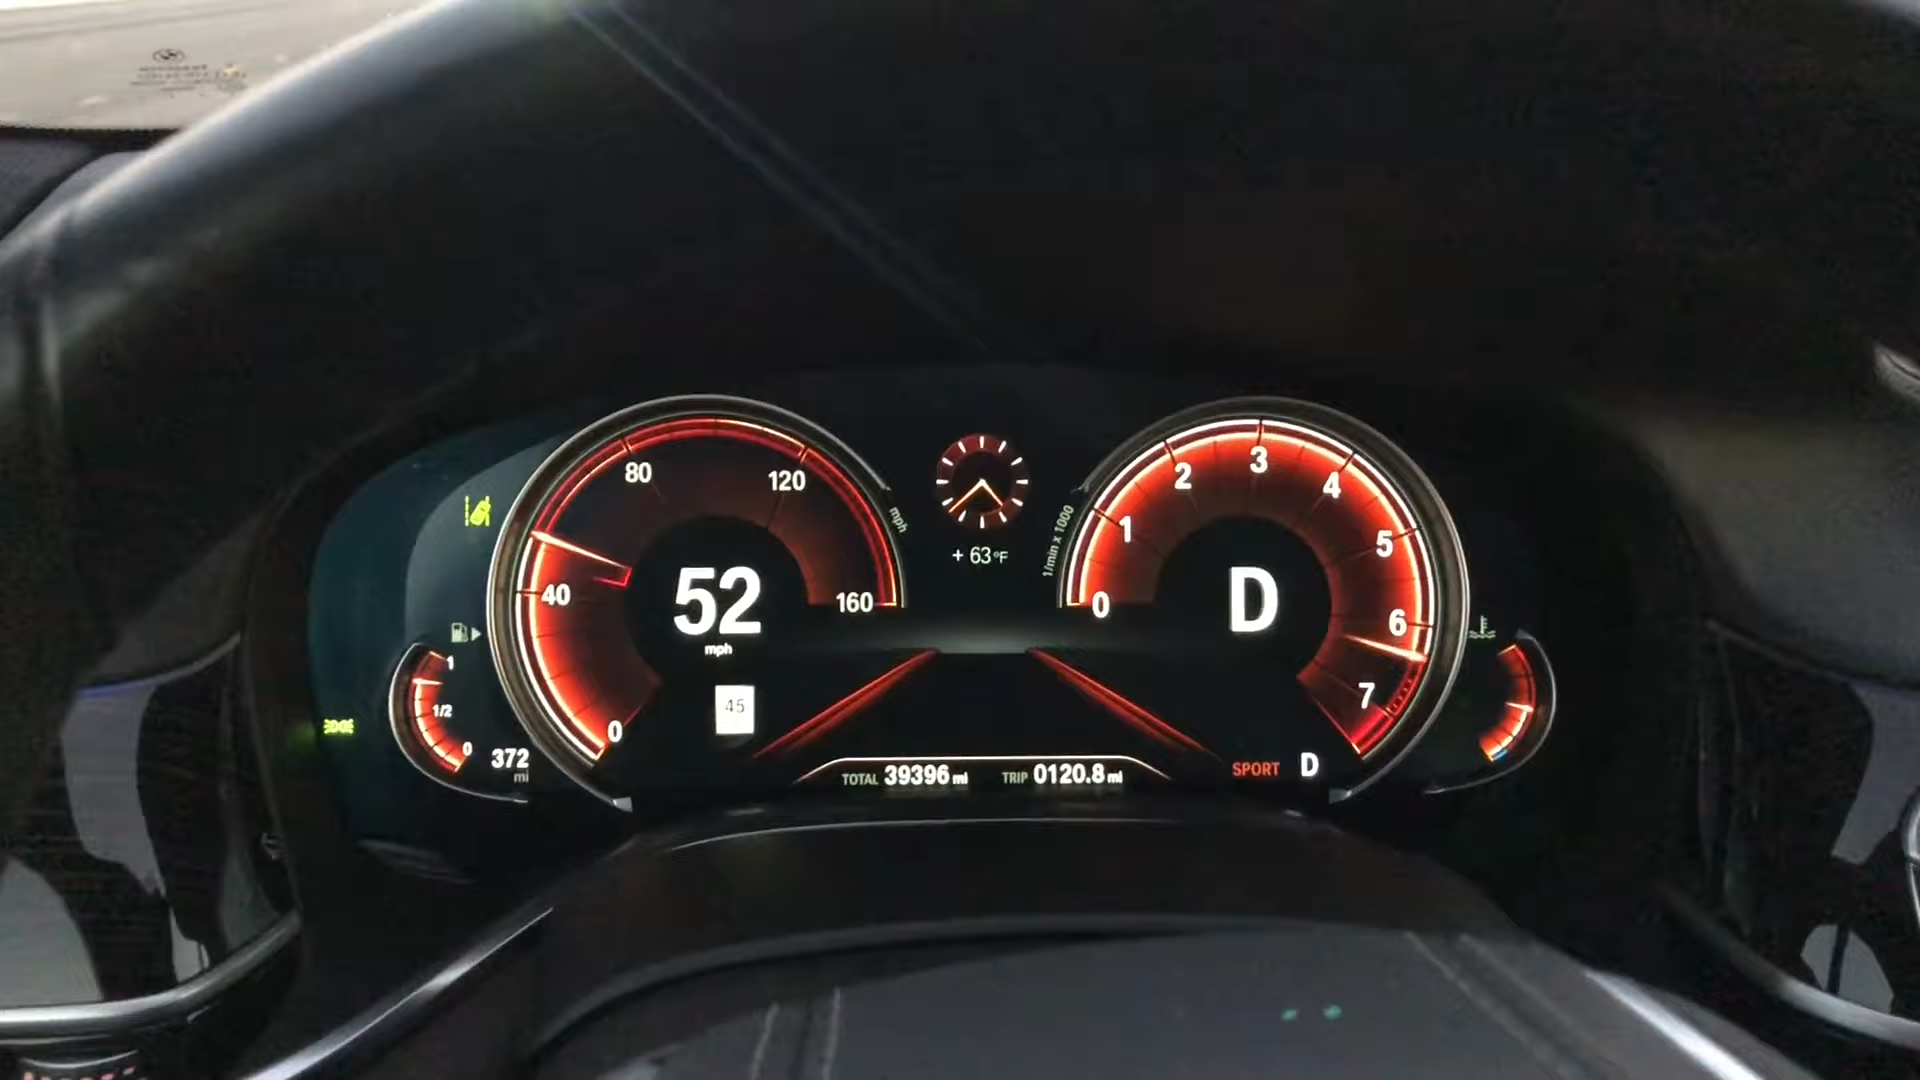 80
120
mph
40
160
52
mph
45
+ 63°F
1/min x 1000
0
1
2
3
4
5
6
7
D
1
1/2
0
0
372
mi
TOTAL 39396 mi
TRIP 0120.8 mi
SPORT D